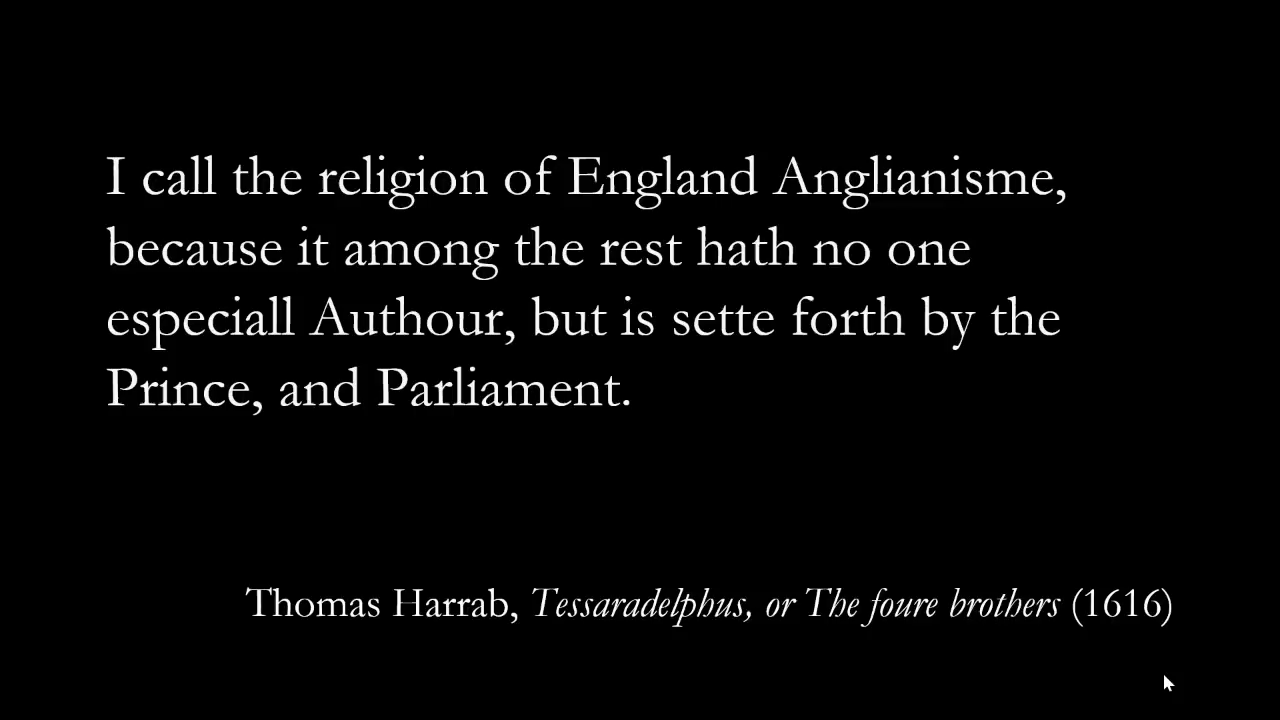 I call the religion of England Anglianisme,
because it among the rest hath no one
especiall Authour, but is sette forth by the
Prince, and Parliament.
Thomas Harrab, Tessaradelphus, or The foure brothers (1616)